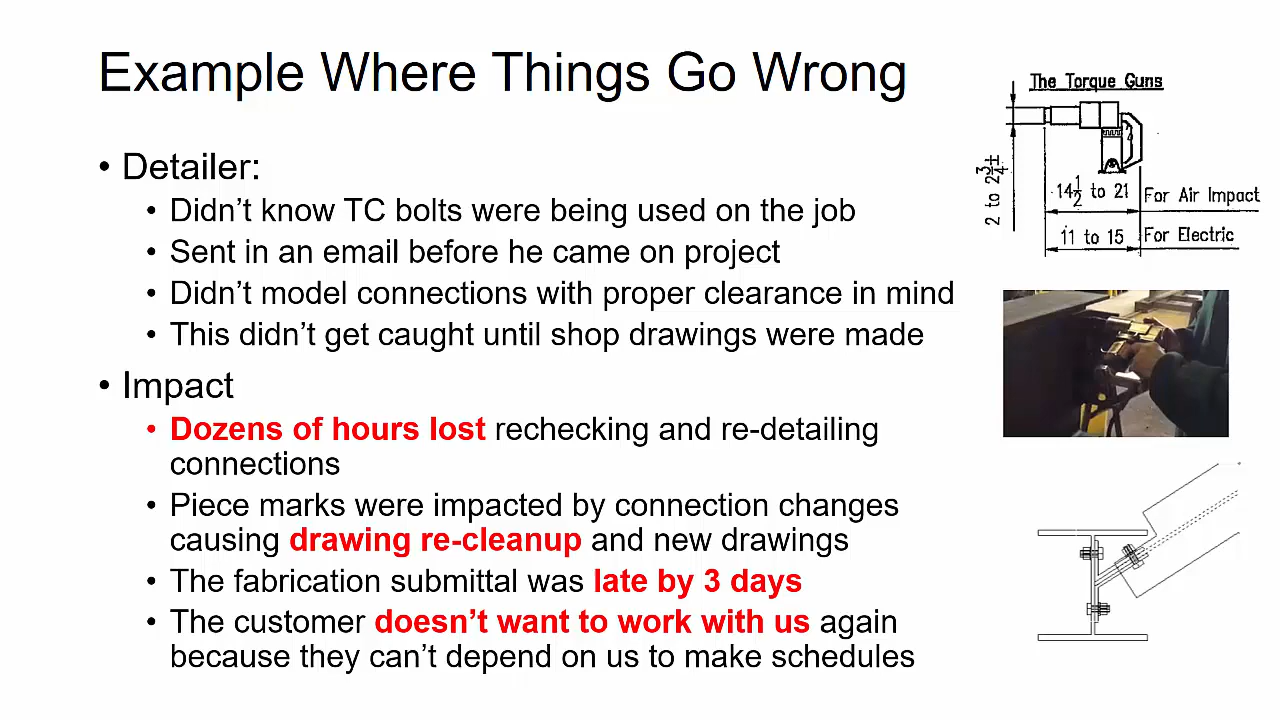 Example Where Things Go Wrong
• Detailer:
• Didn’t know TC bolts were being used on the job
• Sent in an email before he came on project
• Didn’t model connections with proper clearance in mind
• This didn’t get caught until shop drawings were made
• Impact
• Dozens of hours lost rechecking and re-detailing
connections
• Piece marks were impacted by connection changes
causing drawing re-cleanup and new drawings
• The fabrication submittal was late by 3 days
• The customer doesn’t want to work with us again
because they can’t depend on us to make schedules
The Torque Guns
2 to 2 3/4 ±
14 1/2 to 21 For Air Impact
11 to 15 For Electric